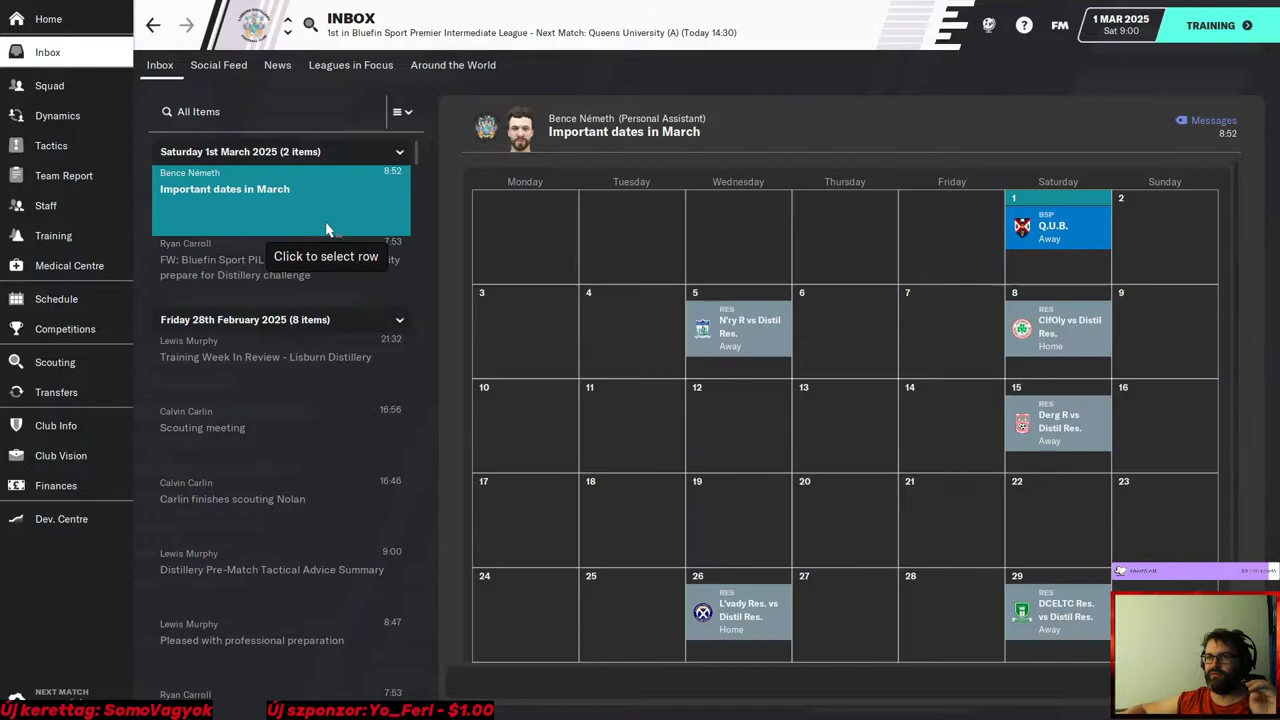 Home
INBOX
1st in Bluefin Sport Premier Intermediate League - Next Match: Queens University (A) (Today 14:30)
FM
1 MAR 2025
Sat 9:00
TRAINING
Inbox
Squad
Dynamics
Tactics
Team Report
Staff
Training
Medical Centre
Schedule
Competitions
Scouting
Transfers
Club Info
Club Vision
Finances
Dev. Centre
NEXT MATCH
Inbox
Social Feed
News
Leagues in Focus
Around the World
All Items
Saturday 1st March 2025 (2 items)
Bence Németh
8:52
Important dates in March
Ryan Carroll
7:53
FW: Bluefin Sport PIL
prepare for Distillery challenge
Click to select row
Friday 28th February 2025 (8 items)
Lewis Murphy
21:32
Training Week In Review - Lisburn Distillery
Calvin Carlin
16:56
Scouting meeting
Calvin Carlin
16:46
Carlin finishes scouting Nolan
Lewis Murphy
9:00
Distillery Pre-Match Tactical Advice Summary
Lewis Murphy
8:47
Pleased with professional preparation
Ryan Carroll
7:53
Bence Németh (Personal Assistant)
Important dates in March
Messages
8:52
Monday
Tuesday
Wednesday
Thursday
Friday
Saturday
Sunday
1
BSP
Q.U.B.
Away
2
3
4
5
RES
N'ry R vs Distil
Res.
Away
6
7
8
RES
ClfOly vs Distil
Res.
Home
9
10
11
12
13
14
15
RES
Derg R vs
Distil Res.
Away
16
17
18
19
20
21
22
23
24
25
26
RES
L'vady Res. vs
Distil Res.
Home
27
28
29
RES
DCELTC Res.
vs Distil Res.
Away
Új kerettag: SomoVagyok
Új szponzor: Yo_Feri - $1.00